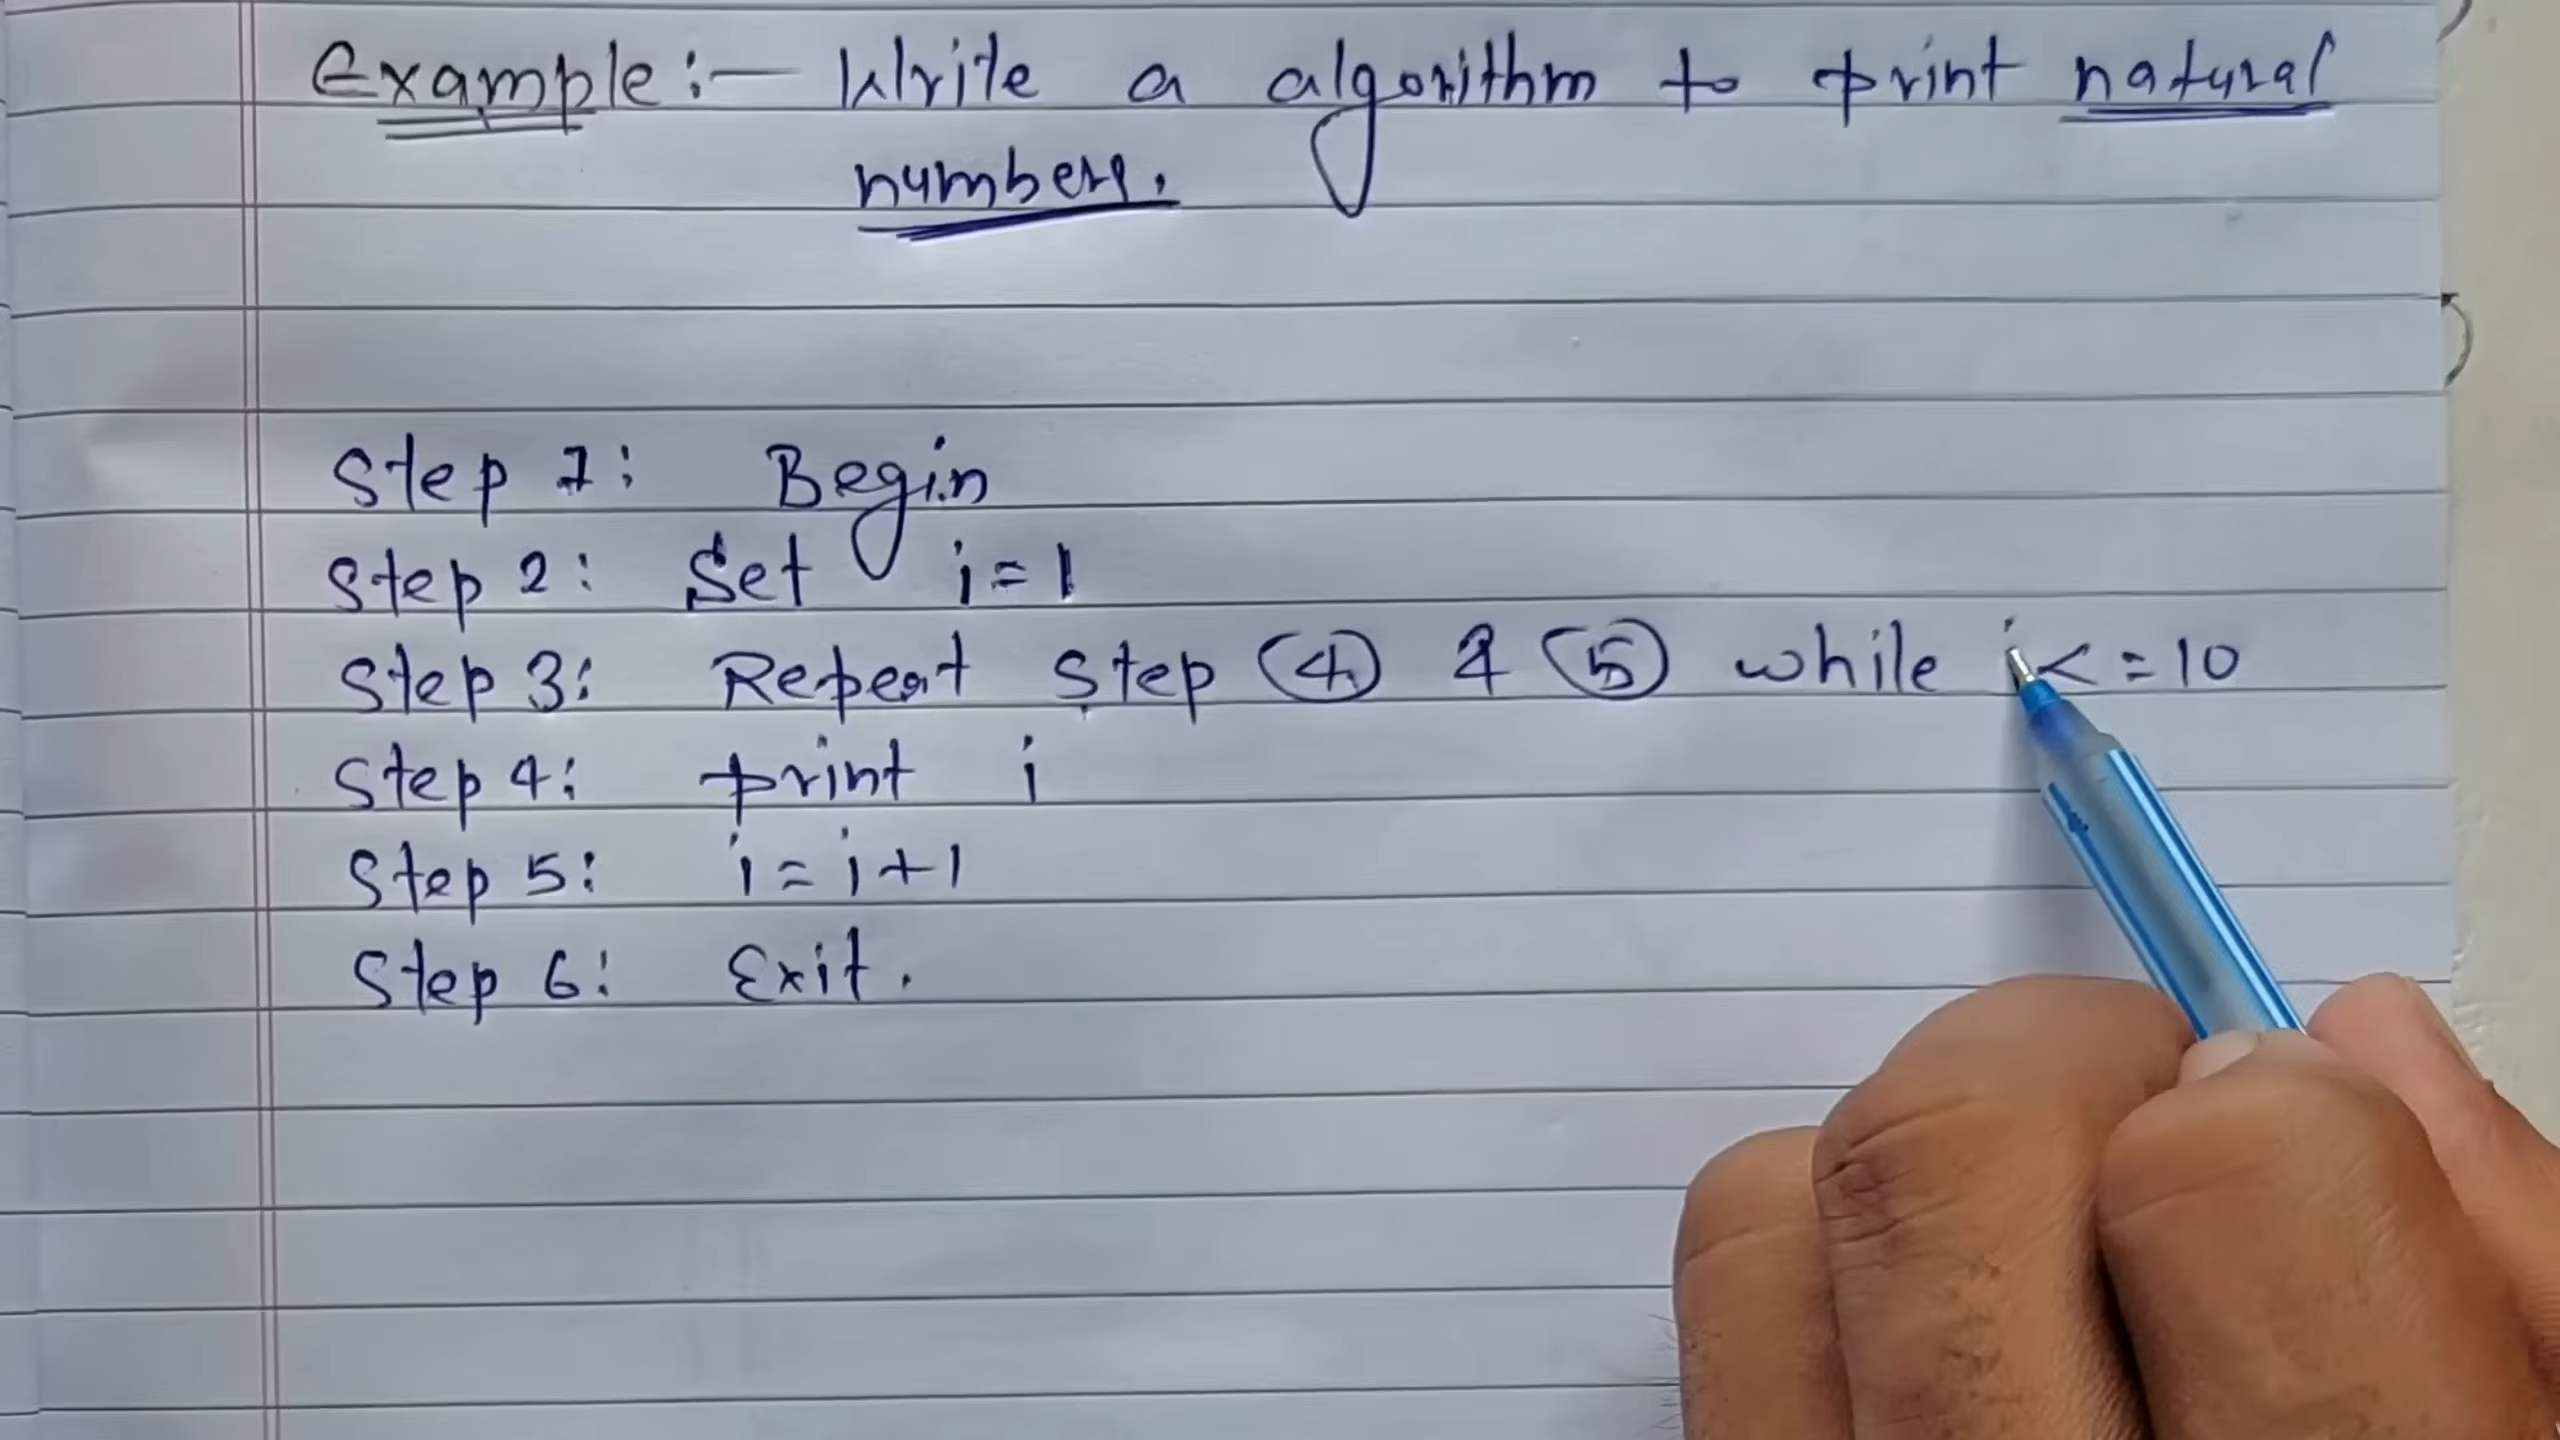 Example:- Write a algorithm to print natural
numbers.
Step 1: Begin
Step 2: Set i=1
Step 3: Repeat Step 4 & 5 while i<=10
Step 4: print i
Step 5: i=i+1
Step 6: Exit.